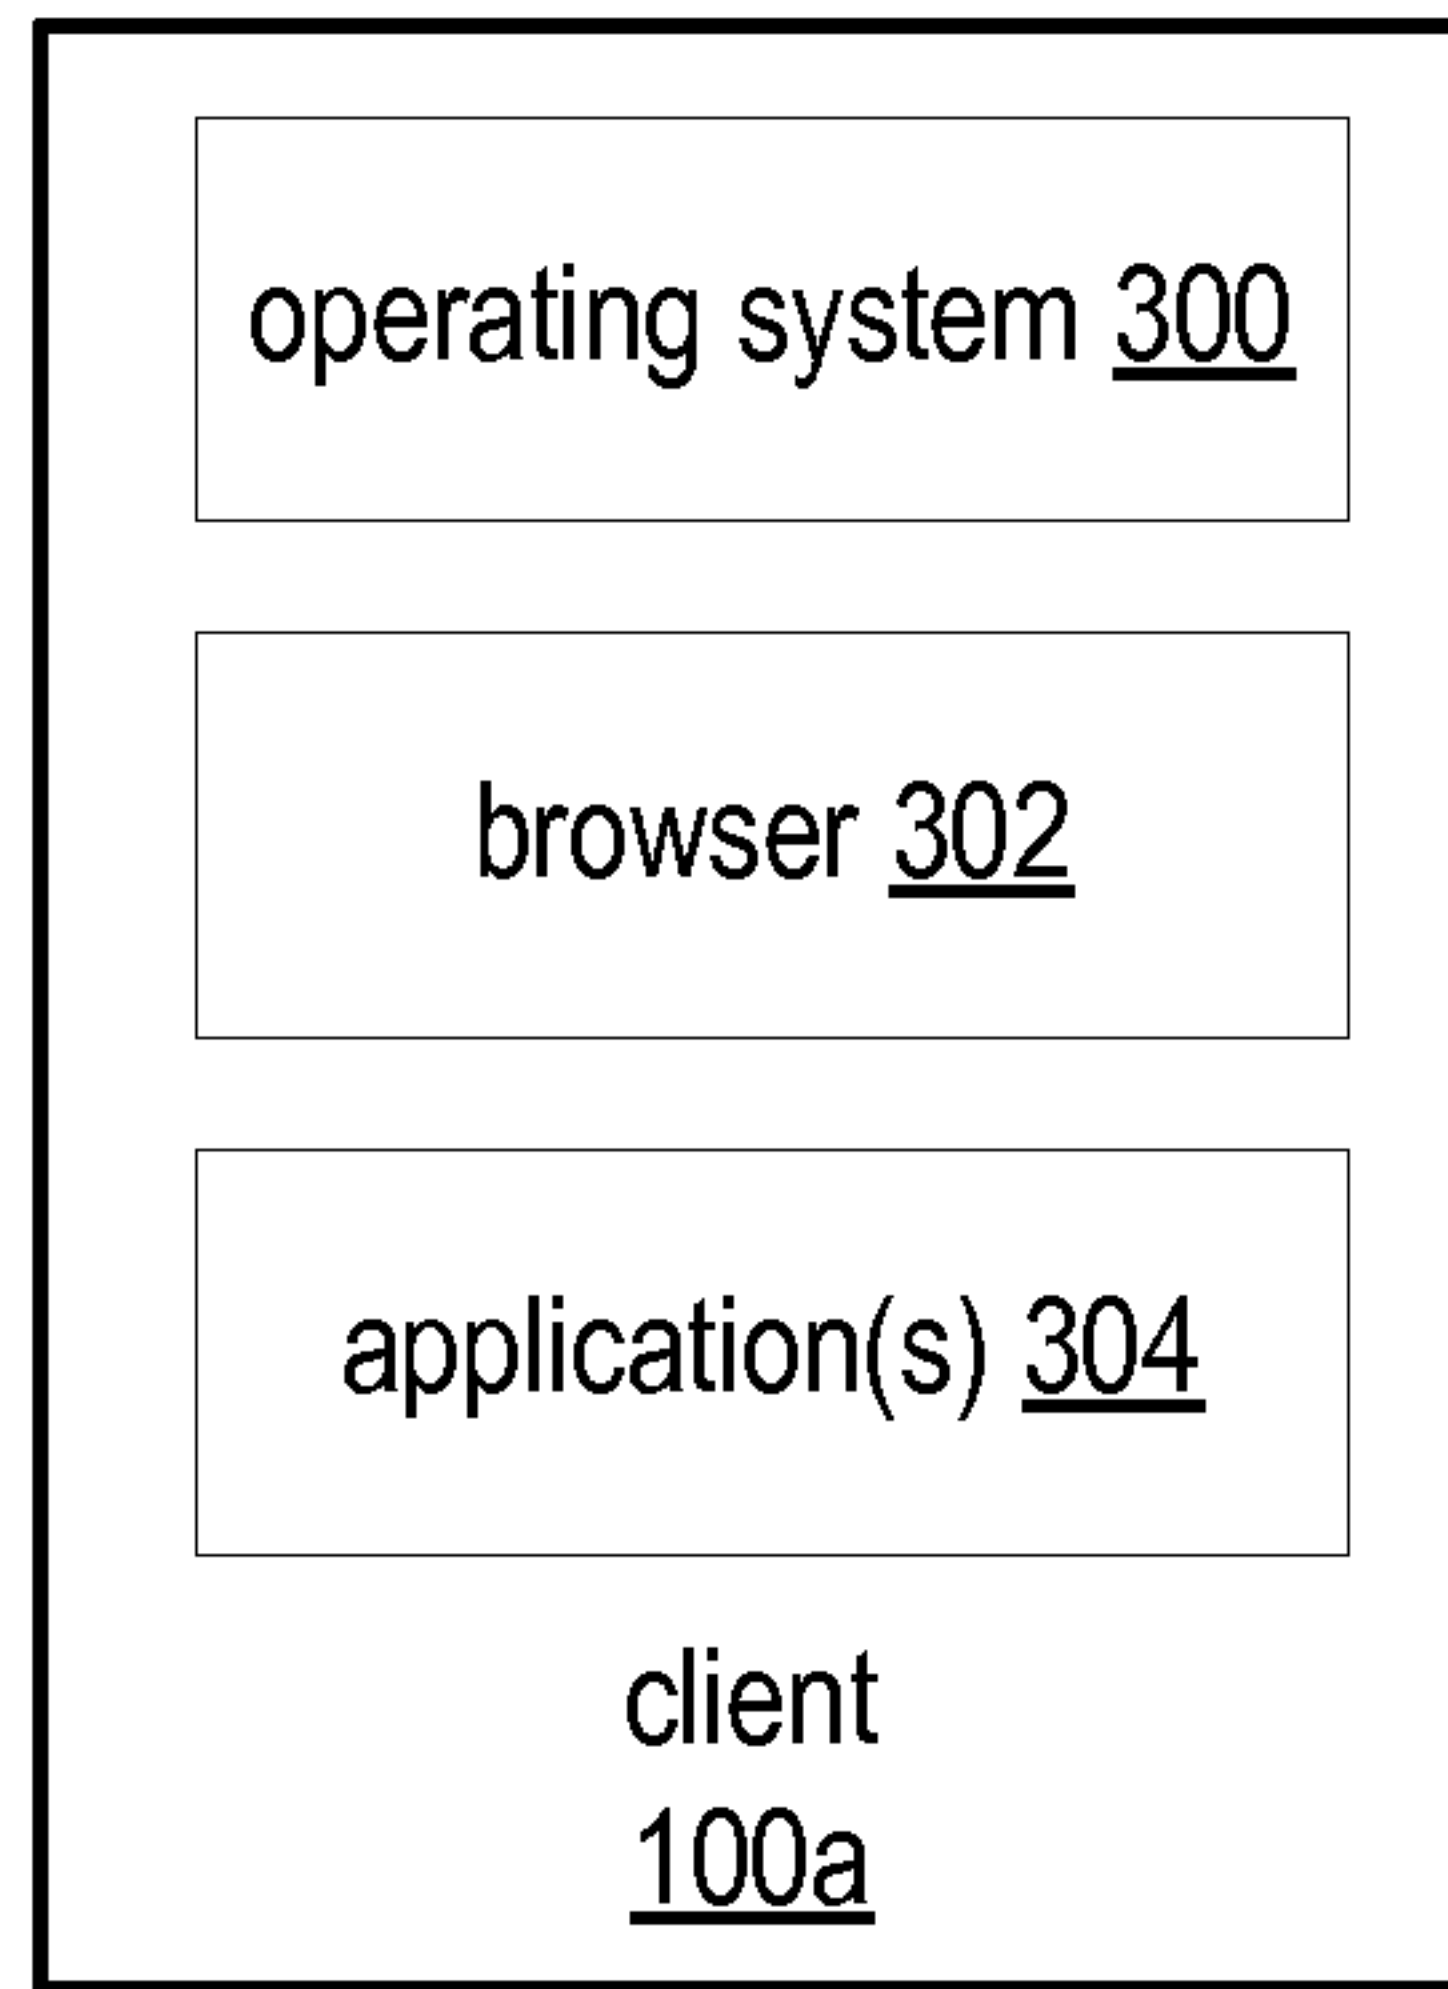 operating system 300
browser 302
application(s) 304
client
100a